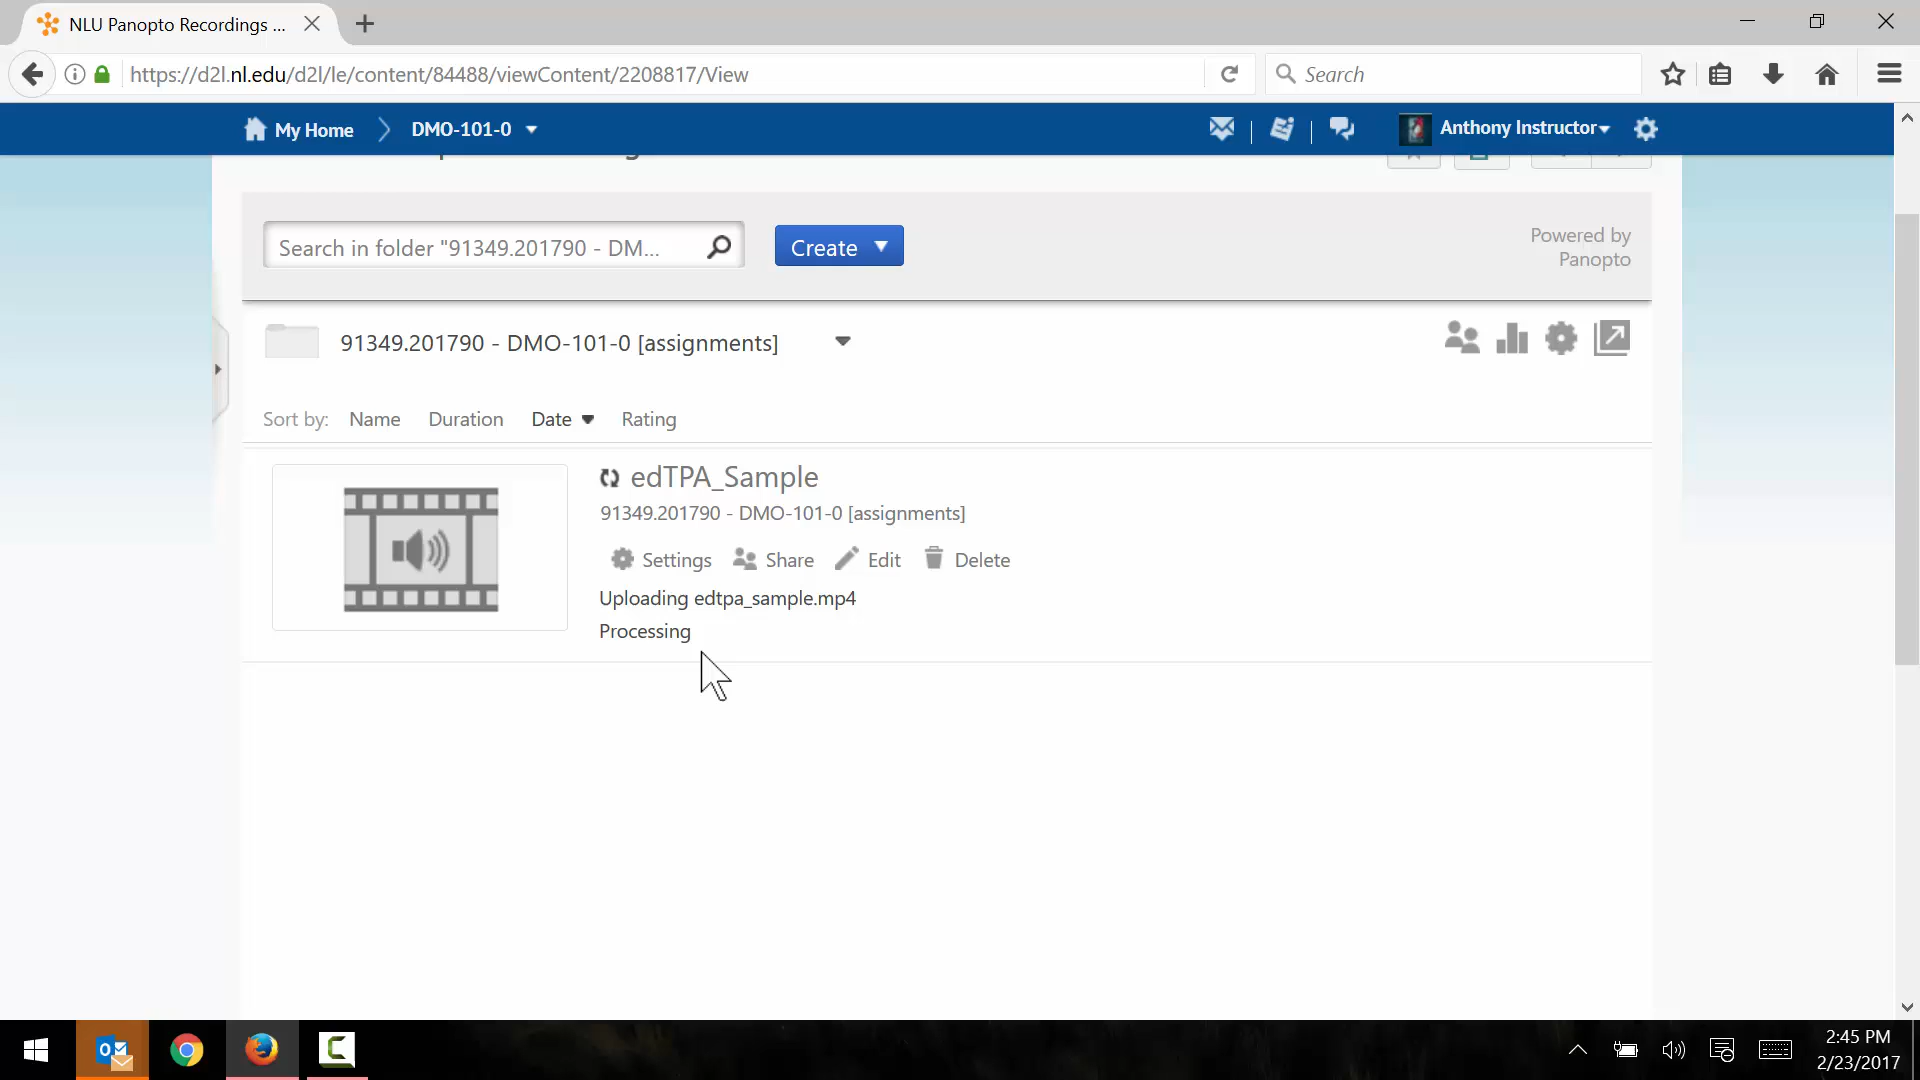 NLU Panopto Recordings ...
https://d2l.nl.edu/d2l/le/content/84488/viewContent/2208817/View
Search
My Home
DMO-101-0
Anthony Instructor
Search in folder "91349.201790 - DM...
Create
Powered by
Panopto
91349.201790 - DMO-101-0 [assignments]
Sort by: Name Duration Date Rating
edTPA_Sample
91349.201790 - DMO-101-0 [assignments]
Settings Share Edit Delete
Uploading edtpa_sample.mp4
Processing
2:45 PM
2/23/2017